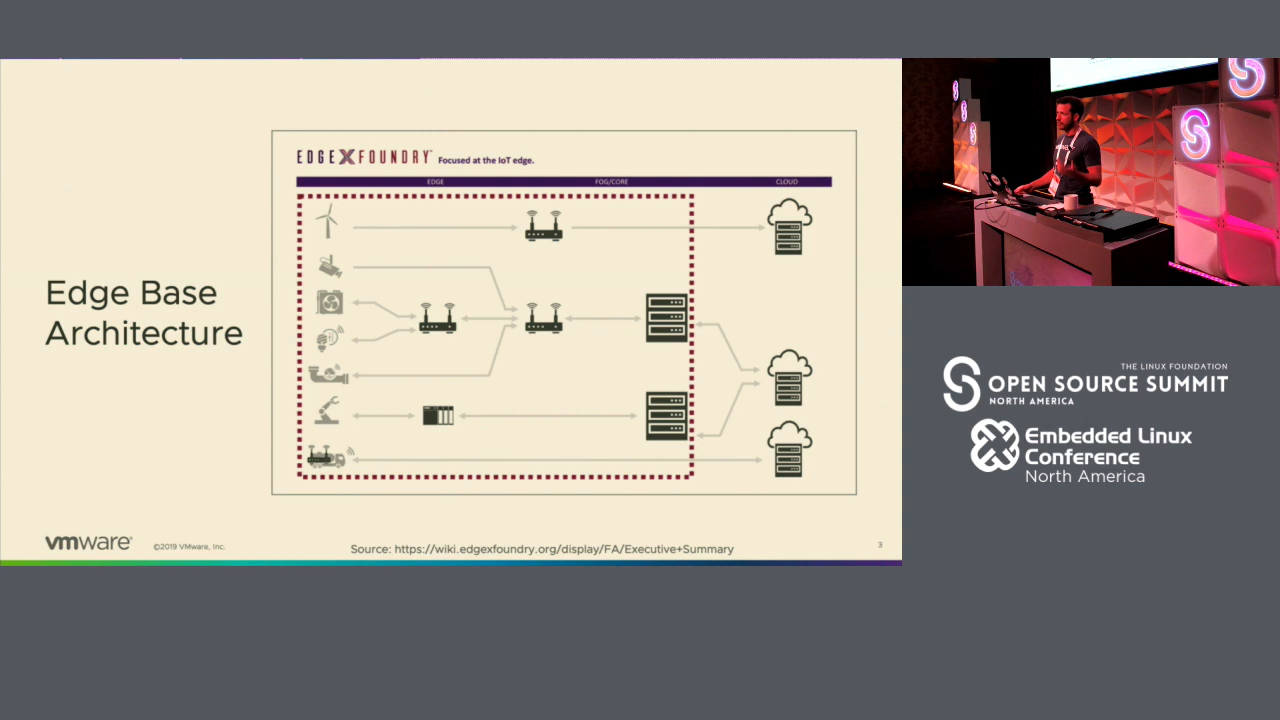 EDGE X FOUNDRY™ Focused at the IoT edge.
EDGE FOG/CORE CLOUD
Edge Base
Architecture
vmware® ©2019 VMware, Inc.
Source: https://wiki.edgexfoundry.org/display/FA/Executive+Summary
3
THE LINUX FOUNDATION
OPEN SOURCE SUMMIT
NORTH AMERICA
Embedded Linux
Conference
North America